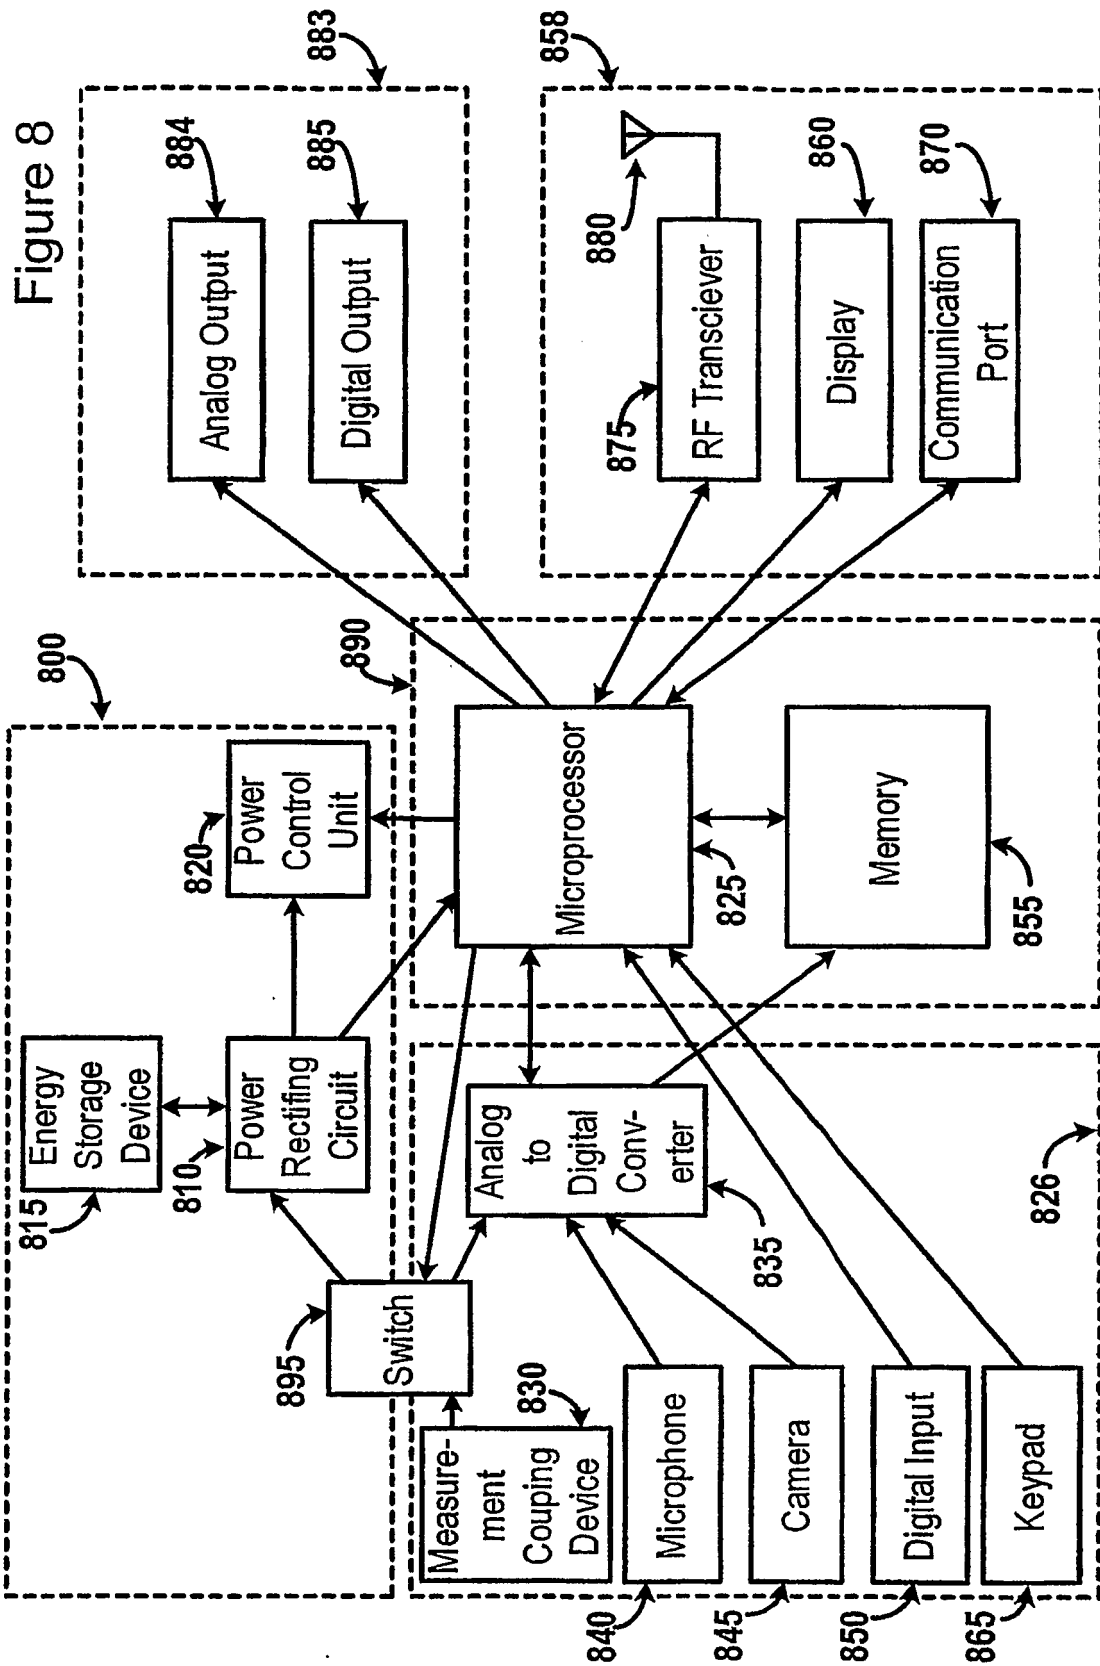 Figure 8
800
815
Energy
Storage
Device
810
Power
Rectifing
Circuit
820
Power
Control
Unit
895
Switch
830
Measure-
ment
Couping
Device
840
Microphone
845
Camera
850
Digital Input
865
Keypad
Analog
to
Digital
Conv-
erter
835
826
890
Microprocessor
825
Memory
855
883
884
Analog Output
885
Digital Output
858
880
875
RF Transciever
860
Display
870
Communication
Port